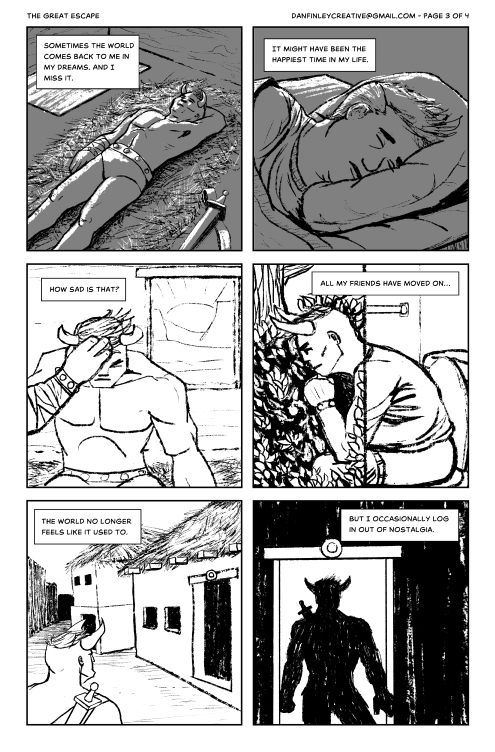 THE GREAT ESCAPE
DANFINLEYCREATIVE@GMAIL.COM - PAGE 3 OF 4
SOMETIMES THE WORLD
COMES BACK TO ME IN
MY DREAMS. AND I
MISS IT.
IT MIGHT HAVE BEEN THE
HAPPIEST TIME IN MY LIFE.
HOW SAD IS THAT?
ALL MY FRIENDS HAVE MOVED ON...
THE WORLD NO LONGER
FEELS LIKE IT USED TO.
BUT I OCCASIONALLY LOG
IN OUT OF NOSTALGIA.